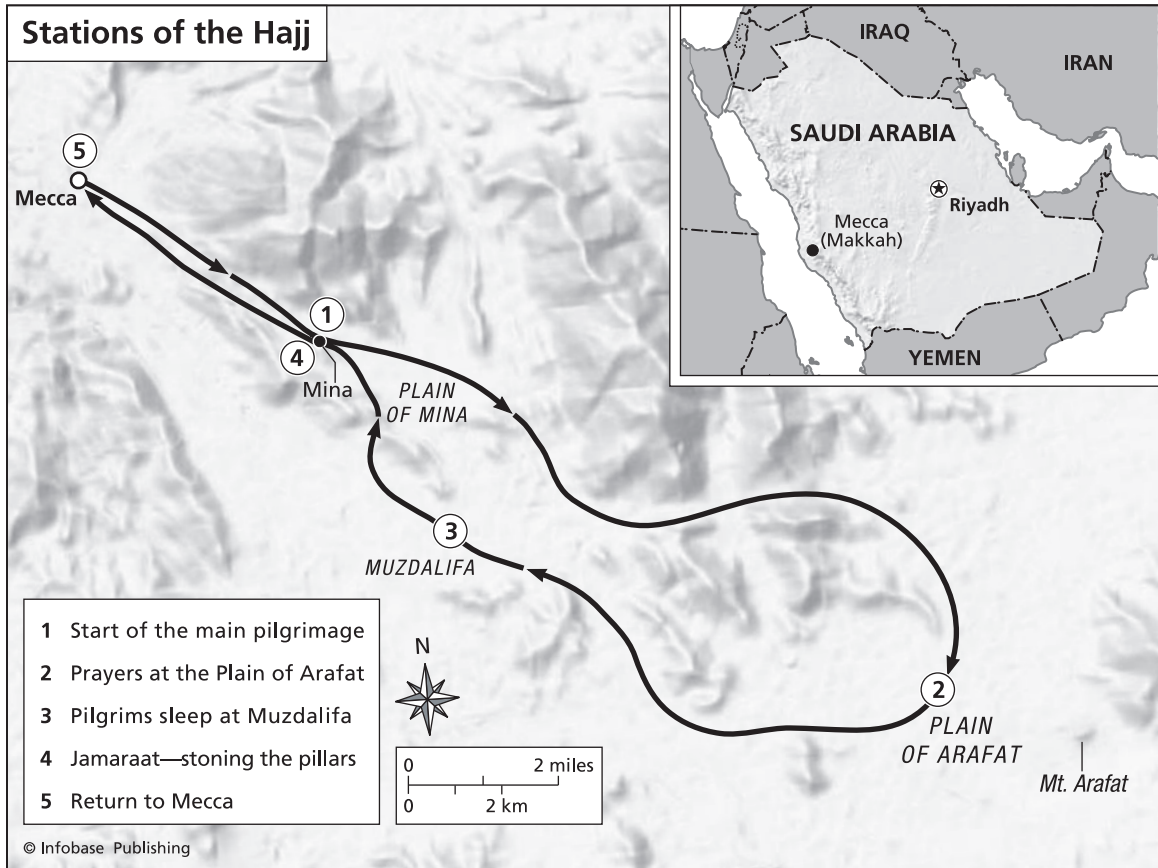 Stations of the Hajj
IRAQ
IRAN
SAUDI ARABIA
Riyadh
Mecca
(Makkah)
YEMEN
5
Mecca
1
4
Mina
PLAIN
OF MINA
3
MUZDALIFA
2
PLAIN
OF ARAFAT
Mt. Arafat
1 Start of the main pilgrimage
2 Prayers at the Plain of Arafat
3 Pilgrims sleep at Muzdalifa
4 Jamaraat—stoning the pillars
5 Return to Mecca
N
0 2 miles
0 2 km
© Infobase Publishing